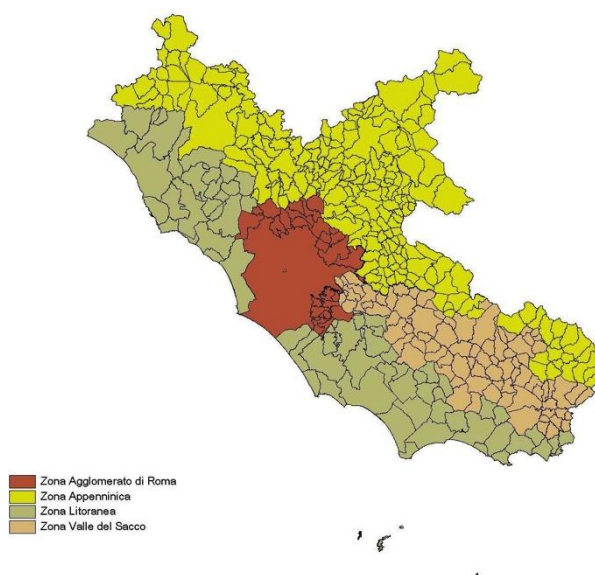 Zona Agglomerato di Roma
Zona Appenninica
Zona Litoranea
Zona Valle del Sacco